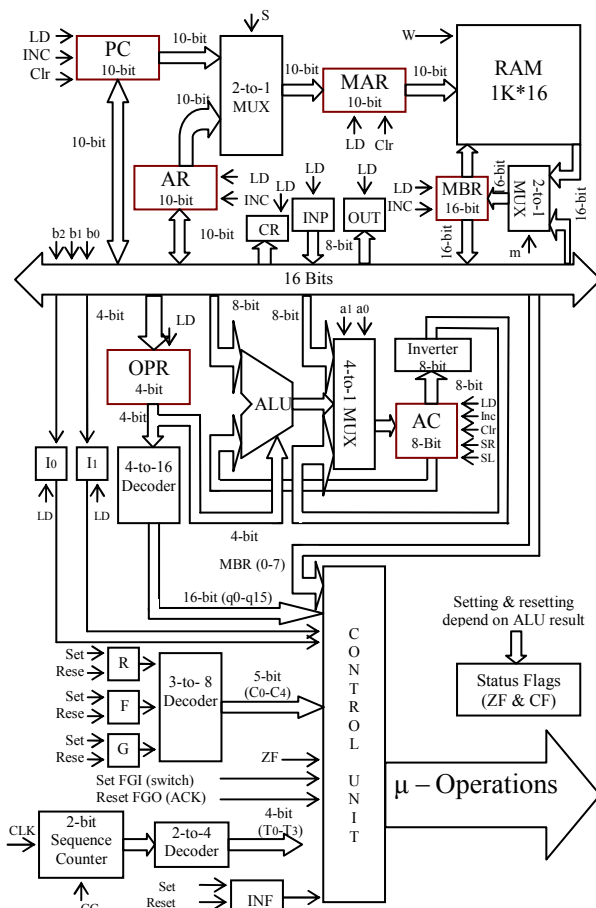 LD
INC
Clr
PC
10-bit
10-bit
S
2-to-1
MUX
10-bit
MAR
10-bit
LD
Clr
10-bit
W
RAM
1K*16
10-bit
10-bit
AR
10-bit
LD
INC
10-bit
LD
CR
LD
INP
8-bit
LD
OUT
LD
INC
MBR
16-bit
16-bit
16-bit
2-to-1
MUX
m
16-bit
b2 b1 b0
16 Bits
4-bit
LD
OPR
4-bit
4-bit
8-bit
8-bit
ALU
a1 a0
4-to-1 MUX
Inverter
8-bit
8-bit
AC
8-Bit
LD
Inc
Clr
SR
SL
I0
LD
I1
LD
4-to-16
Decoder
4-bit
MBR (0-7)
16-bit (q0-q15)
Set
Rese
R
Set
Rese
F
Set
Rese
G
3-to- 8
Decoder
5-bit
(C0-C4)
ZF
Set FGI (switch)
Reset FGO (ACK)
CONTROL UNIT
Setting & resetting
depend on ALU result
Status Flags
(ZF & CF)
μ – Operations
CLK
2-bit
Sequence
Counter
2-to-4
Decoder
4-bit
(T0-T3)
Set
Reset
INF